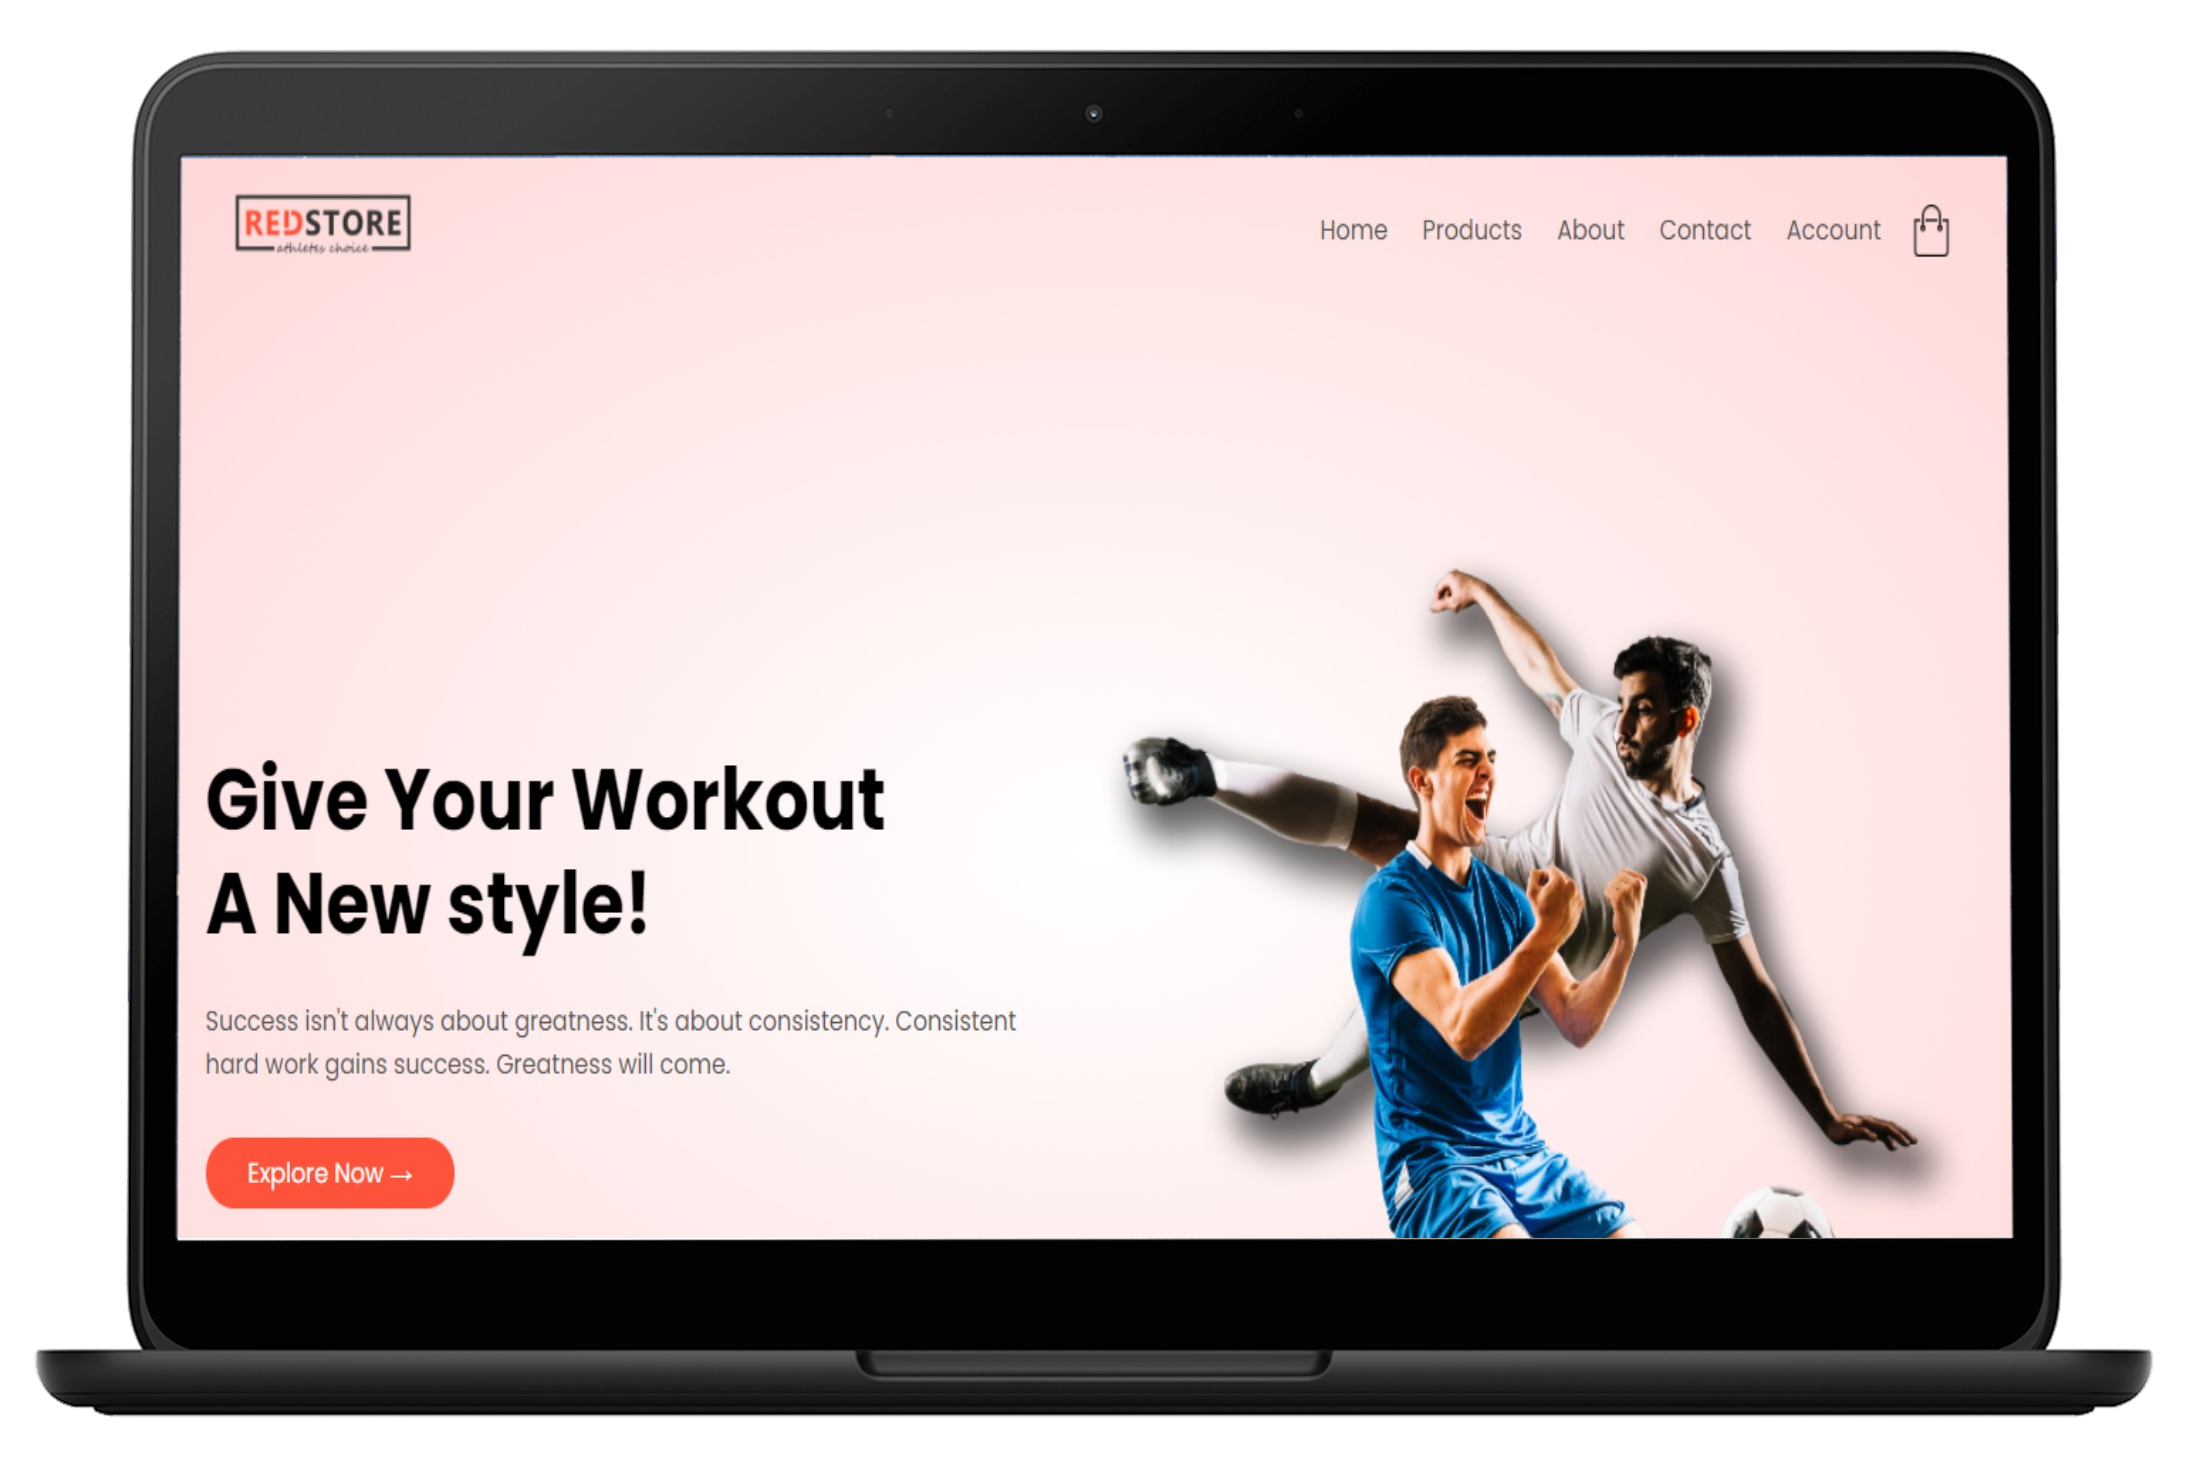 REDSTORE
athletes choice
Home Products About Contact Account
Give Your Workout
A New style!
Success isn't always about greatness. It's about consistency. Consistent
hard work gains success. Greatness will come.
Explore Now →